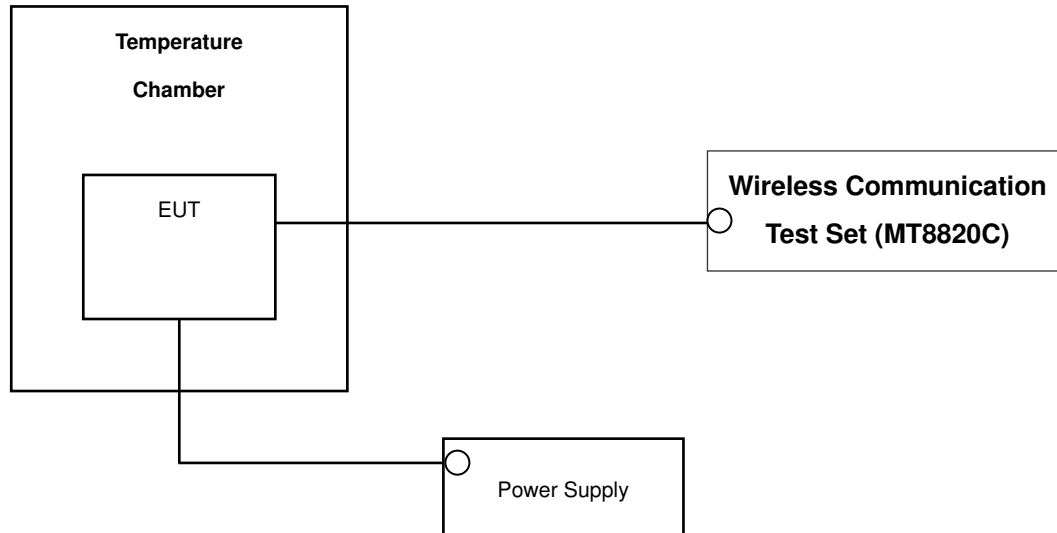 Temperature
Chamber
EUT
Wireless Communication
Test Set (MT8820C)
Power Supply